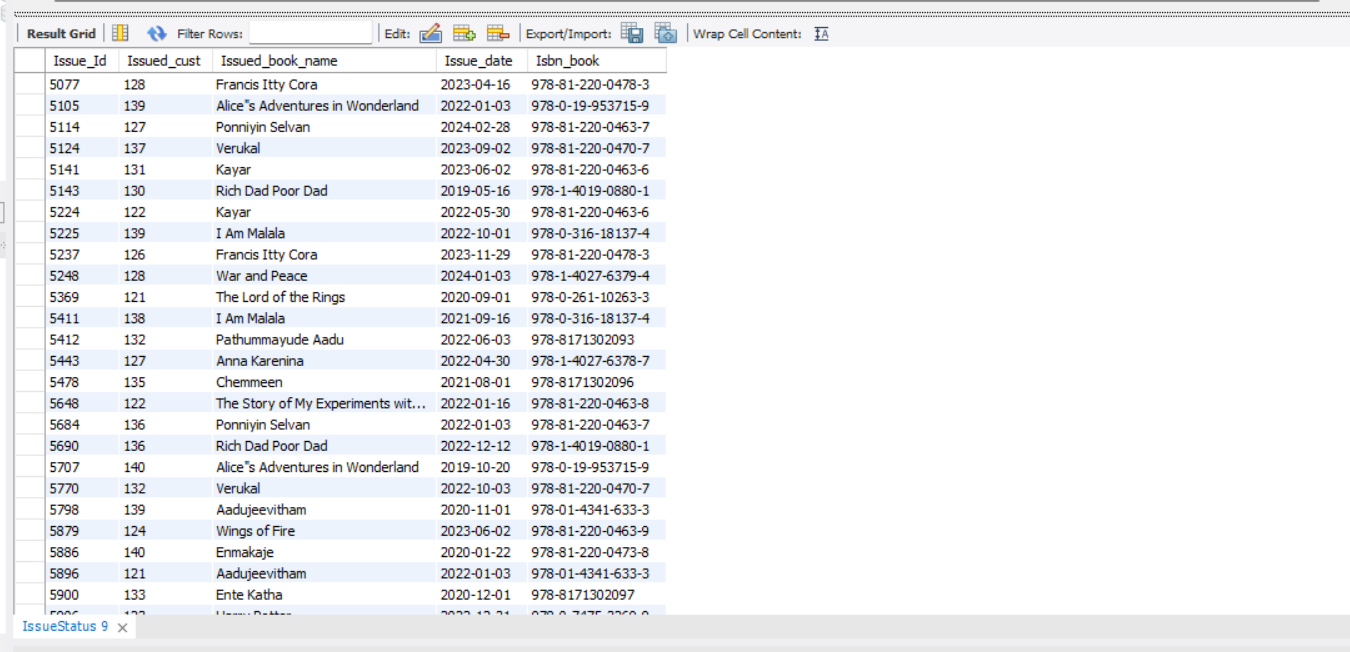 Result Grid Filter Rows: Edit: Export/Import: Wrap Cell Content:
Issue_Id Issued_cust Issued_book_name Issue_date Isbn_book
5077 128 Francis Itty Cora 2023-04-16 978-81-220-0478-3
5105 139 Alice"s Adventures in Wonderland 2022-01-03 978-0-19-953715-9
5114 127 Ponniyin Selvan 2024-02-28 978-81-220-0463-7
5124 137 Verukal 2023-09-02 978-81-220-0470-7
5141 131 Kayar 2023-06-02 978-81-220-0463-6
5143 130 Rich Dad Poor Dad 2019-05-16 978-1-4019-0880-1
5224 122 Kayar 2022-05-30 978-81-220-0463-6
5225 139 I Am Malala 2022-10-01 978-0-316-18137-4
5237 126 Francis Itty Cora 2023-11-29 978-81-220-0478-3
5248 128 War and Peace 2024-01-03 978-1-4027-6379-4
5369 121 The Lord of the Rings 2020-09-01 978-0-261-10263-3
5411 138 I Am Malala 2021-09-16 978-0-316-18137-4
5412 132 Pathummayude Aadu 2022-06-03 978-8171302093
5443 127 Anna Karenina 2022-04-30 978-1-4027-6378-7
5478 135 Chemmeen 2021-08-01 978-8171302096
5648 122 The Story of My Experiments wit... 2022-01-16 978-81-220-0463-8
5684 136 Ponniyin Selvan 2022-01-03 978-81-220-0463-7
5690 136 Rich Dad Poor Dad 2022-12-12 978-1-4019-0880-1
5707 140 Alice"s Adventures in Wonderland 2019-10-20 978-0-19-953715-9
5770 132 Verukal 2022-10-03 978-81-220-0470-7
5798 139 Aadujeevitham 2020-11-01 978-01-4341-633-3
5879 124 Wings of Fire 2023-06-02 978-81-220-0463-9
5886 140 Enmakaje 2020-01-22 978-81-220-0473-8
5896 121 Aadujeevitham 2022-01-03 978-01-4341-633-3
5900 133 Ente Katha 2020-12-01 978-8171302097
IssueStatus 9